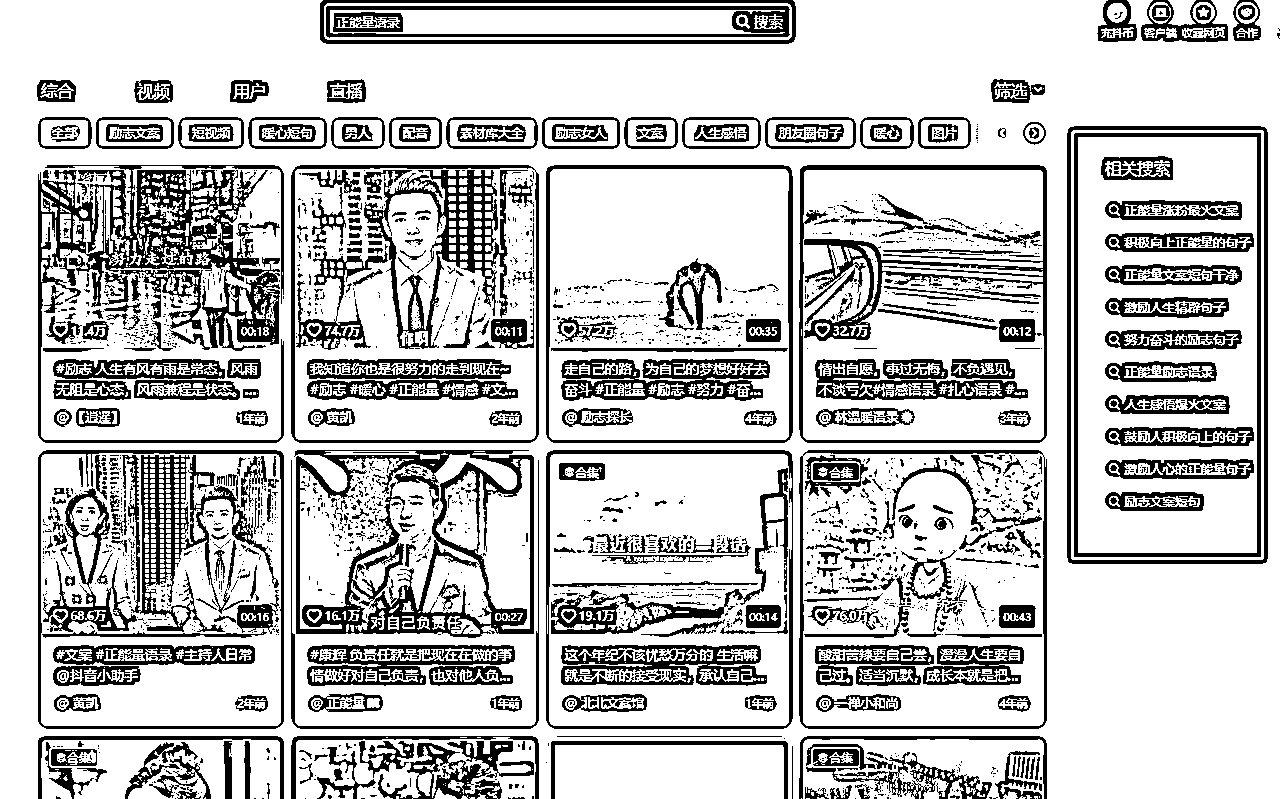 正能量语录
搜索
充抖币 客户端 收藏网页 合作
综合 视频 用户 直播 筛选
全部 励志文案 短视频 暖心短句 男人 配音 素材库大全 励志女人 文案 人生感悟 朋友圈句子 暖心 图片
努力走过的路
00:18
#励志 人生有风有雨是常态，风雨
无阻是心态，风雨兼程是状态，...
1年前
74.7万 00:11
我知道你也是很努力的走到现在~
#励志 #暖心 #正能量 #情感 #文...
@黄凯 2年前
57.2万 00:35
走自己的路，为自己的梦想好好去
奋斗 #正能量 #励志 #努力 #奋...
@励志探长 4年前
32.7万 00:12
情出自愿，事过无悔，不负遇见，
不谈亏欠#情感语录 #扎心语录 #...
@林温暖语录
相关搜索
正能量涨粉最火文案
积极向上正能量的句子
正能量文案短句干净
激励人生精辟句子
努力奋斗的励志句子
正能量励志语录
人生感悟爆火文案
鼓励人积极向上的句子
激励人心的正能量句子
励志文案短句
68.6万 00:16
#文案 #正能量语录 #主持人日常
@抖音小助手
@黄凯 2年前
对自己负责任
16.1万 00:27
#康辉 负责任就是把现在在做的事
情做好对自己负责，也对他人负...
@正能量 1年前
合集
最近很喜欢的一段话
19.1万 00:14
这个年纪不该忧愁万分的 生活嘛
就是不断的接受现实，承认自己...
@北北文案馆 1年前
合集
76.0万 00:43
酸甜苦辣要自己尝，漫漫人生要自
己过，适当沉默，成长本就是把...
@一禅小和尚 4年前
合集
合集